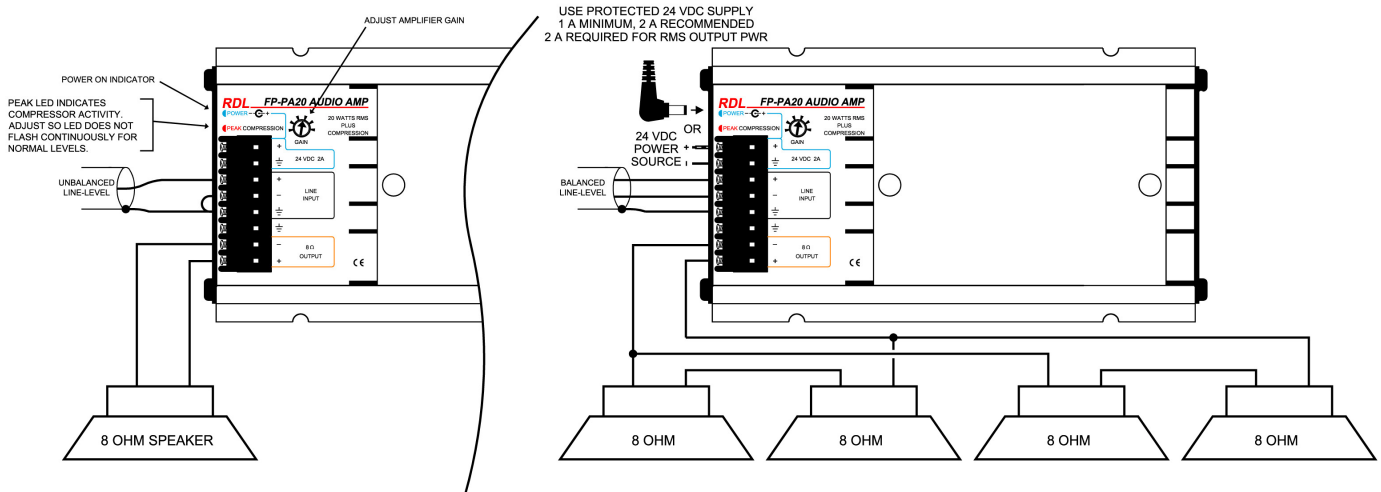 ADJUST AMPLIFIER GAIN
POWER ON INDICATOR
PEAK LED INDICATES
COMPRESSOR ACTIVITY.
ADJUST SO LED DOES NOT
FLASH CONTINUOUSLY FOR
NORMAL LEVELS.
RDL FP-PA20 AUDIO AMP
POWER - +
20 WATTS RMS
PLUS
COMPRESSION
PEAK COMPRESSION
GAIN
+
24 VDC 2A
+
LINE
INPUT
-
-
8 Ω
OUTPUT
+
CE
UNBALANCED
LINE-LEVEL
8 OHM SPEAKER
USE PROTECTED 24 VDC SUPPLY
1 A MINIMUM, 2 A RECOMMENDED
2 A REQUIRED FOR RMS OUTPUT PWR
OR
24 VDC
POWER +
SOURCE -
RDL FP-PA20 AUDIO AMP
POWER - +
20 WATTS RMS
PLUS
COMPRESSION
PEAK COMPRESSION
GAIN
+
24 VDC 2A
+
LINE
INPUT
-
-
8 Ω
OUTPUT
+
CE
BALANCED
LINE-LEVEL
8 OHM
8 OHM
8 OHM
8 OHM